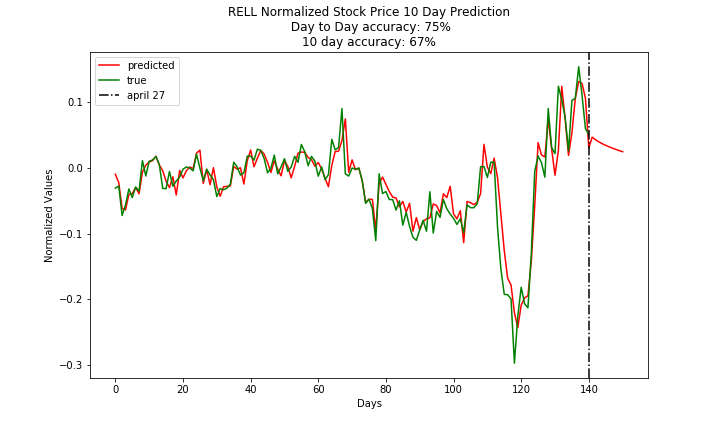 RELL Normalized Stock Price 10 Day Prediction
Day to Day accuracy: 75%
10 day accuracy: 67%
predicted
true
april 27
Normalized Values
0.1
0.0
−0.1
−0.2
−0.3
0 20 40 60 80 100 120 140
Days